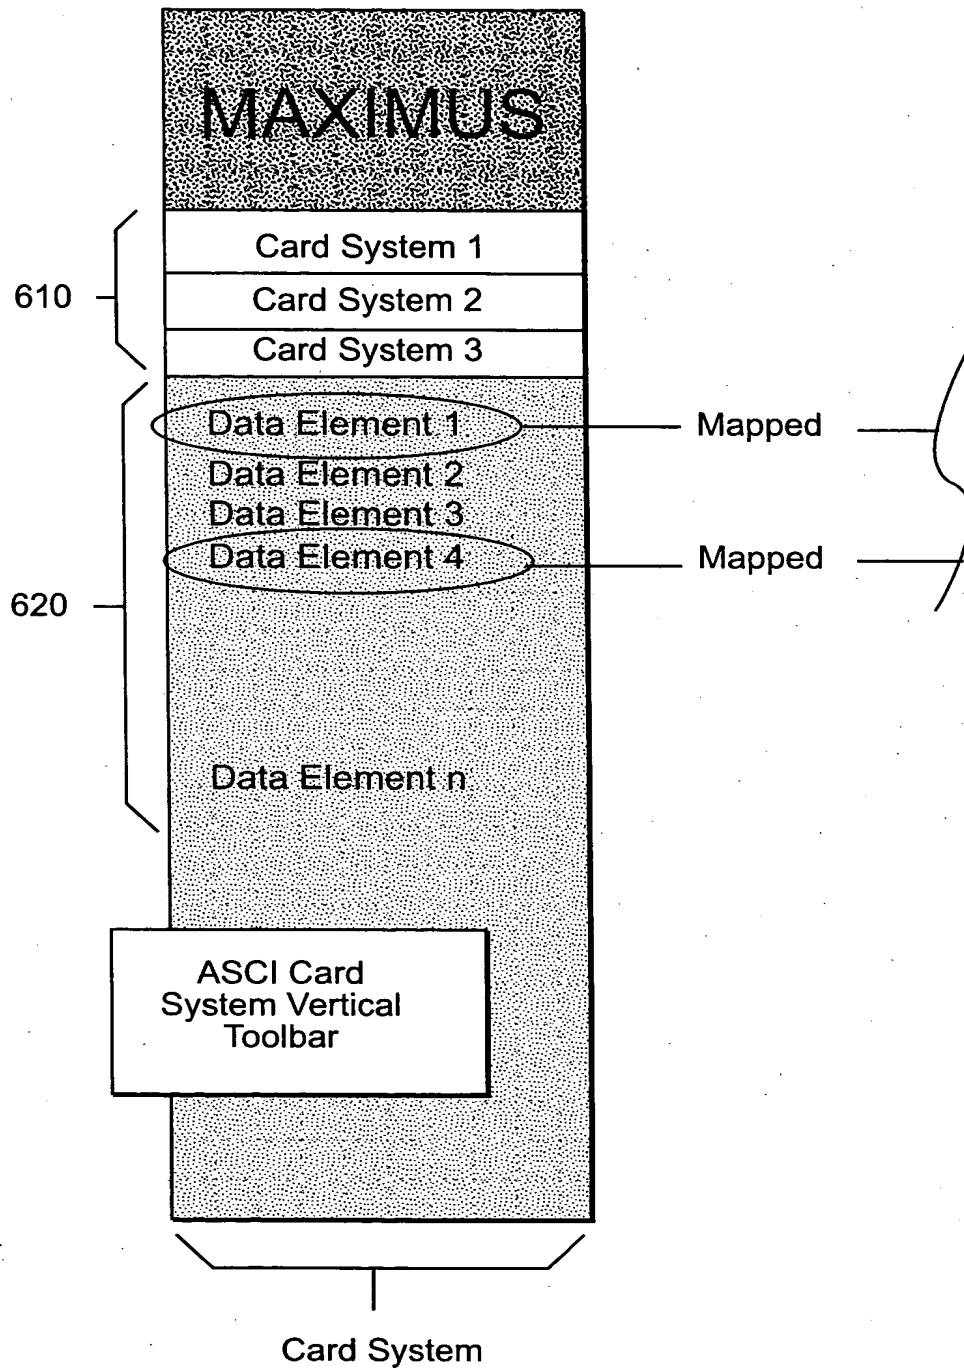 MAXIMUS
Card System 1
610
Card System 2
Card System 3
Data Element 1
Mapped
Data Element 2
Data Element 3
Data Element 4
Mapped
620
Data Element n
ASCI Card
System Vertical
Toolbar
Card System